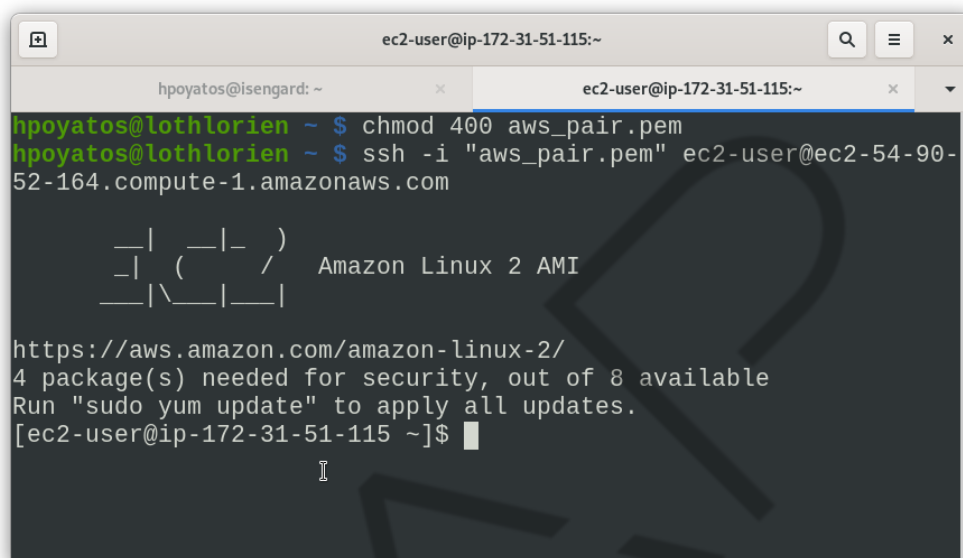 ec2-user@ip-172-31-51-115:~
hpoyatos@isengard: ~
ec2-user@ip-172-31-51-115:~
hpoyatos@lothlorien ~ $ chmod 400 aws_pair.pem
hpoyatos@lothlorien ~ $ ssh -i "aws_pair.pem" ec2-user@ec2-54-90-
52-164.compute-1.amazonaws.com
       __|  __|_  )
       _|  (     /   Amazon Linux 2 AMI
      ___|\___|___|
https://aws.amazon.com/amazon-linux-2/
4 package(s) needed for security, out of 8 available
Run "sudo yum update" to apply all updates.
[ec2-user@ip-172-31-51-115 ~]$